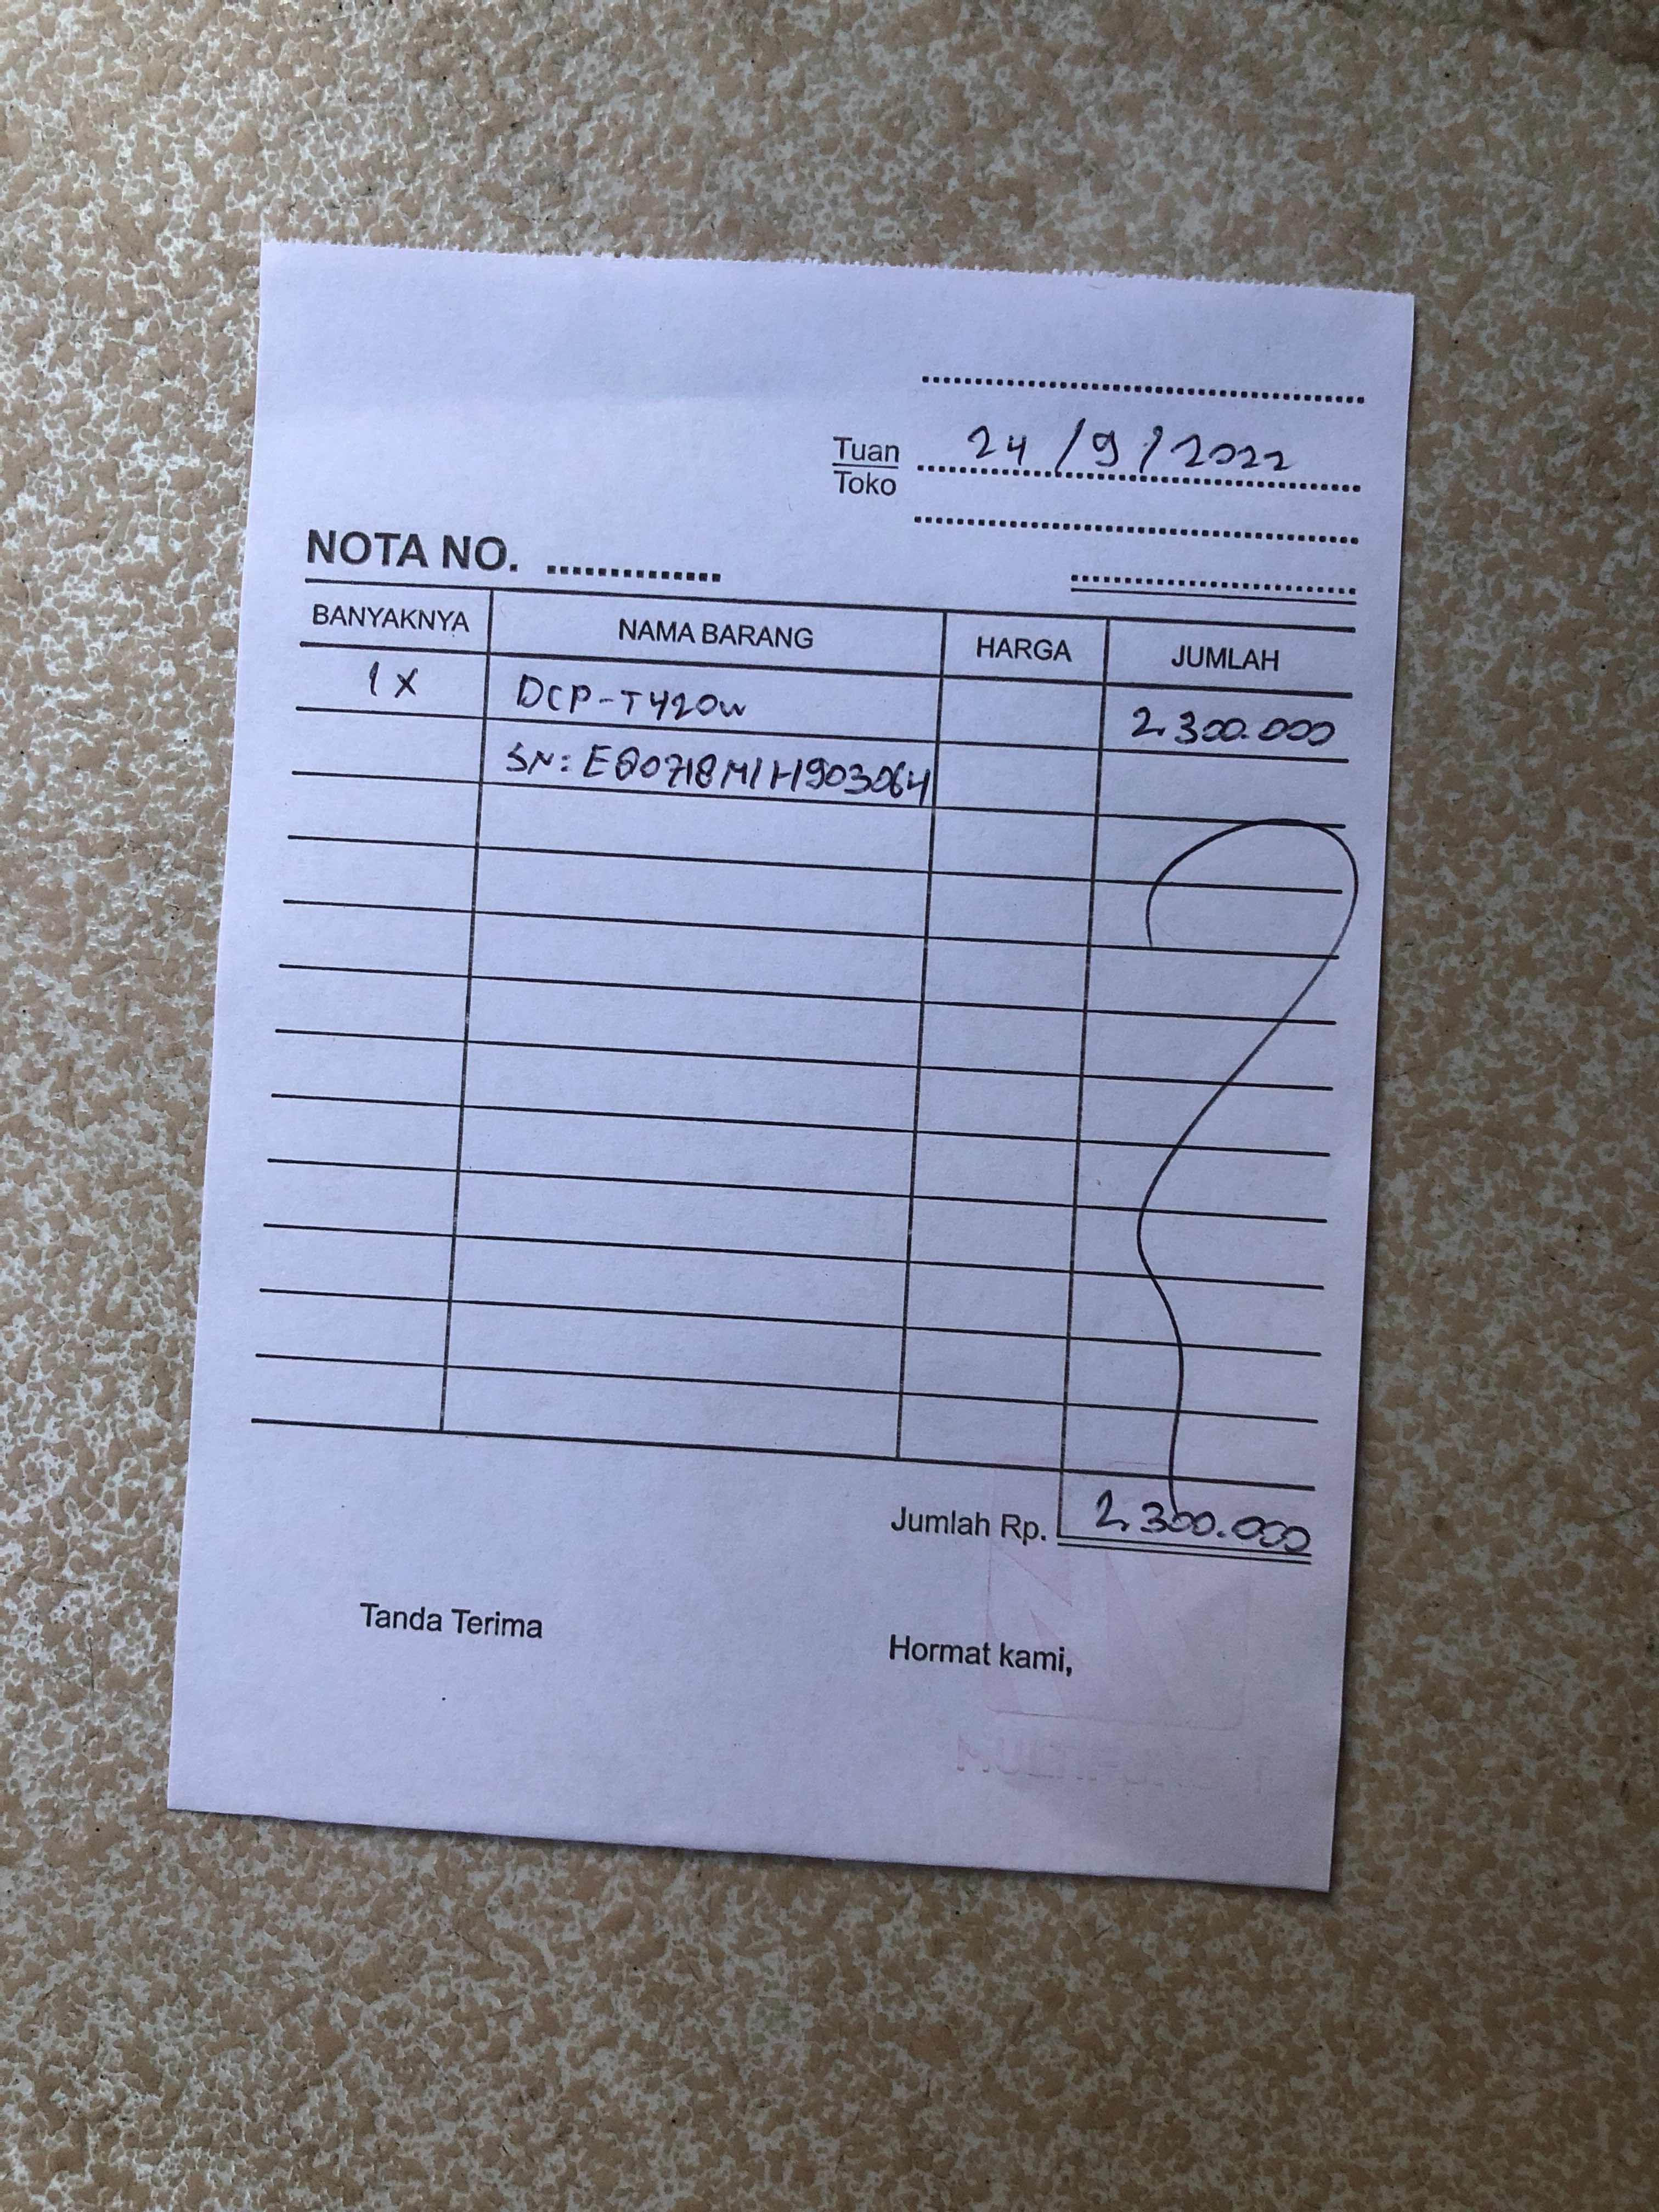 24/9/2022
Tuan
Toko
NOTA NO.
BANYAKNYA NAMA BARANG HARGA JUMLAH
1 X DCP-T420W 2.300.000
SN: E80718M1H903064
Jumlah Rp. 2.300.000
Tanda Terima Hormat kami,